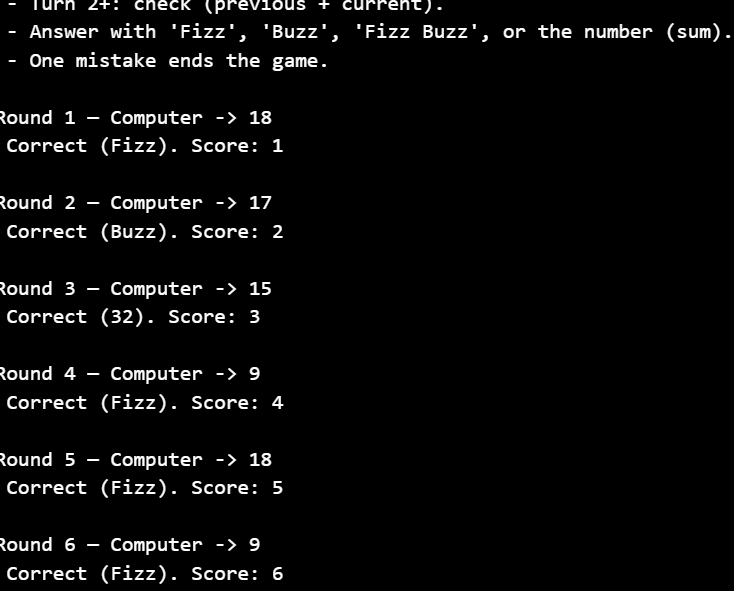 - Turn 2+: check (previous + current).
- Answer with 'Fizz', 'Buzz', 'Fizz Buzz', or the number (sum).
- One mistake ends the game.
Round 1 — Computer -> 18
Correct (Fizz). Score: 1
Round 2 — Computer -> 17
Correct (Buzz). Score: 2
Round 3 — Computer -> 15
Correct (32). Score: 3
Round 4 — Computer -> 9
Correct (Fizz). Score: 4
Round 5 — Computer -> 18
Correct (Fizz). Score: 5
Round 6 — Computer -> 9
Correct (Fizz). Score: 6